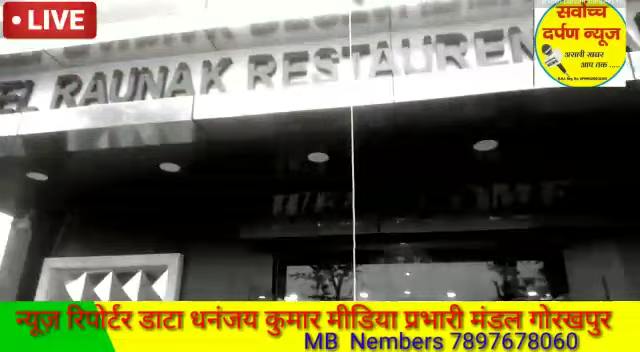 LIVE
सर्वोच्च
दर्पण न्यूज
असली खबर
आप तक .....
EL RAUNAK RESTAUREN
WELCOME
न्यूज़ रिपोर्टर डाटा धनंजय कुमार मीडिया प्रभारी मंडल गोरखपुर
MB Nembers 7897678060